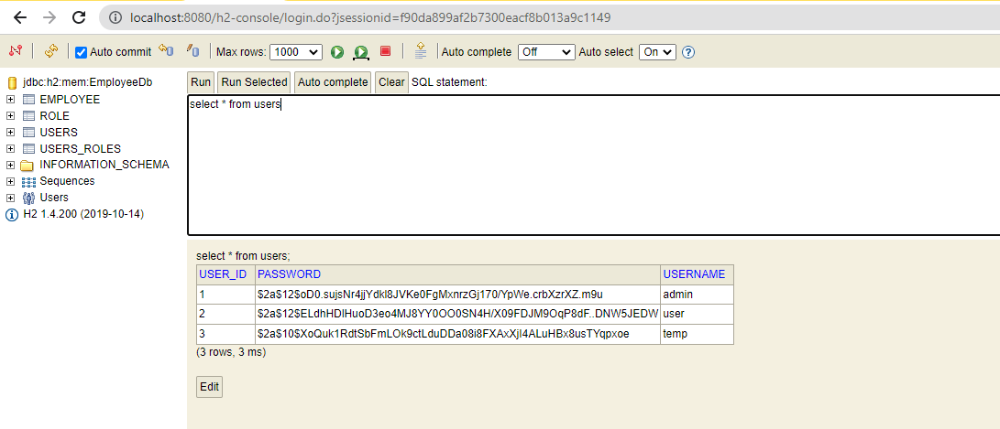 localhost:8080/h2-console/login.do?jsessionid=f90da899af2b7300eacf8b013a9c1149
Auto commit Max rows: 1000 Auto complete Off Auto select On
jdbc:h2:mem:EmployeeDb
EMPLOYEE
ROLE
USERS
USERS_ROLES
INFORMATION_SCHEMA
Sequences
Users
H2 1.4.200 (2019-10-14)
Run Run Selected Auto complete Clear SQL statement:
select * from users
select * from users;
USER_ID PASSWORD USERNAME
1 $2a$12$oD0.sujsNr4jjYdkl8JVKe0FgMxnrzGj170/YpWe.crbXzrXZ.m9u admin
2 $2a$12$ELdhHDIHuoD3eo4MJ8YY0OO0SN4H/X09FDJM9OqP8dF..DNW5JEDW user
3 $2a$10$XoQuk1RdtSbFmLOk9ctLduDDa08i8FXAxXjI4ALuHBx8usTYqpxoe temp
(3 rows, 3 ms)
Edit